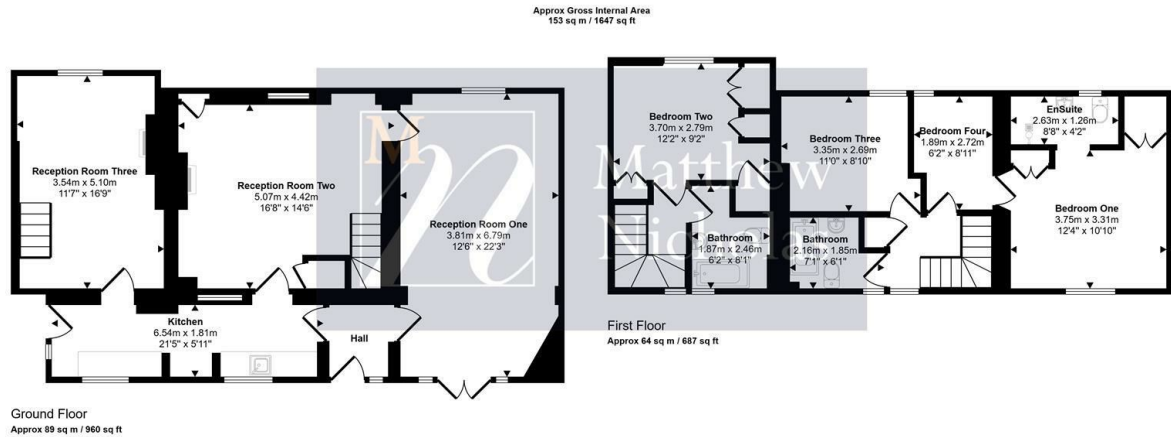 Approx Gross Internal Area
153 sq m / 1647 sq ft
Reception Room Three
3.54m x 5.10m
11'7" x 16'9"
Reception Room Two
5.07m x 4.42m
16'8" x 14'6"
Reception Room One
3.81m x 6.79m
12'6" x 22'3"
Kitchen
6.54m x 1.81m
21'5" x 5'11"
Hall
Ground Floor
Approx 89 sq m / 960 sq ft
Bedroom Two
3.70m x 2.79m
12'2" x 9'2"
Bedroom Three
3.35m x 2.69m
11'0" x 8'10"
Bedroom Four
1.89m x 2.72m
6'2" x 8'11"
EnSuite
2.63m x 1.26m
8'8" x 4'2"
Bedroom One
3.75m x 3.31m
12'4" x 10'10"
Bathroom
1.87m x 2.46m
6'2" x 8'1"
Bathroom
2.16m x 1.85m
7'1" x 6'1"
First Floor
Approx 64 sq m / 687 sq ft
M
n
Matthew
Nicholas